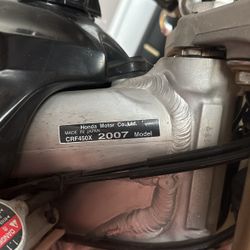 Honda Motor Co., Ltd.
MADE IN JAPAN
CRF450X 2007 Model